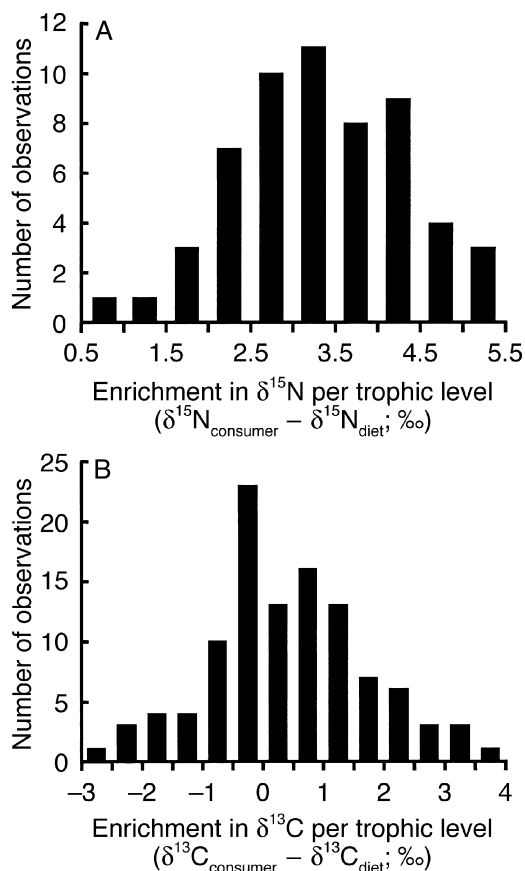 A
Number of observations
12
10
8
6
4
2
0
0.5 1.5 2.5 3.5 4.5 5.5
Enrichment in δ¹⁵N per trophic level
(δ¹⁵Nconsumer – δ¹⁵Ndiet; ‰)
B
Number of observations
25
20
15
10
5
0
–3 –2 –1 0 1 2 3 4
Enrichment in δ¹³C per trophic level
(δ¹³Cconsumer – δ¹³Cdiet; ‰)